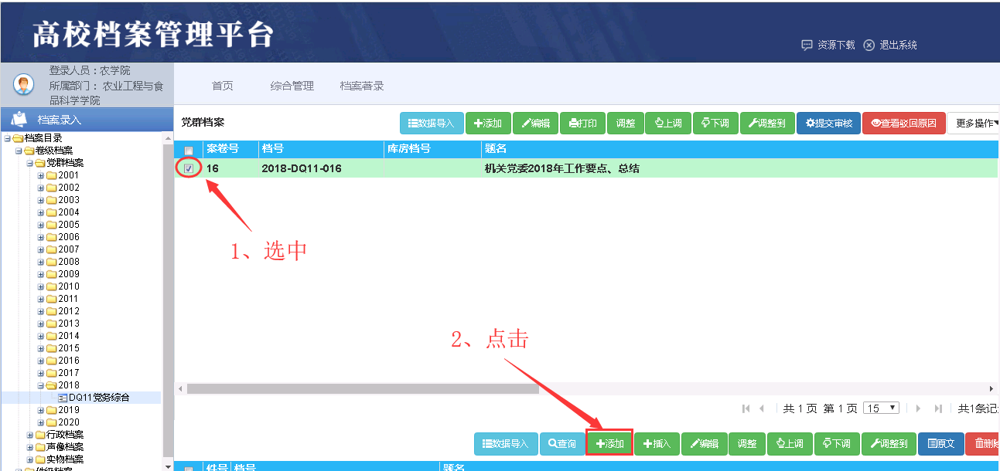 高校档案管理平台
资源下载 退出系统
登录人员：农学院
所属部门： 农业工程与食
品科学学院
首页 综合管理 档案著录
档案录入
党群档案
数据导入 添加 编辑 打印 调整 上调 下调 调整到 提交审核 查看驳回原因 更多操作
档案目录
卷级档案
党群档案
2001
2002
2003
2004
2005
2006
2007
2008
2009
2010
2011
2012
2013
2014
2015
2016
2017
2018
DQ11党务综合
2019
2020
行政档案
声像档案
实物档案
件级档案
案卷号 档号 库房档号 题名
16 2018-DQ11-016 机关党委2018年工作要点、总结
1、选中
2、点击
共 1 页 第 1 页 15 共1条记
数据导入 查询 添加 插入 编辑 调整 上调 下调 调整到 原文 删除
件号 档号 题名